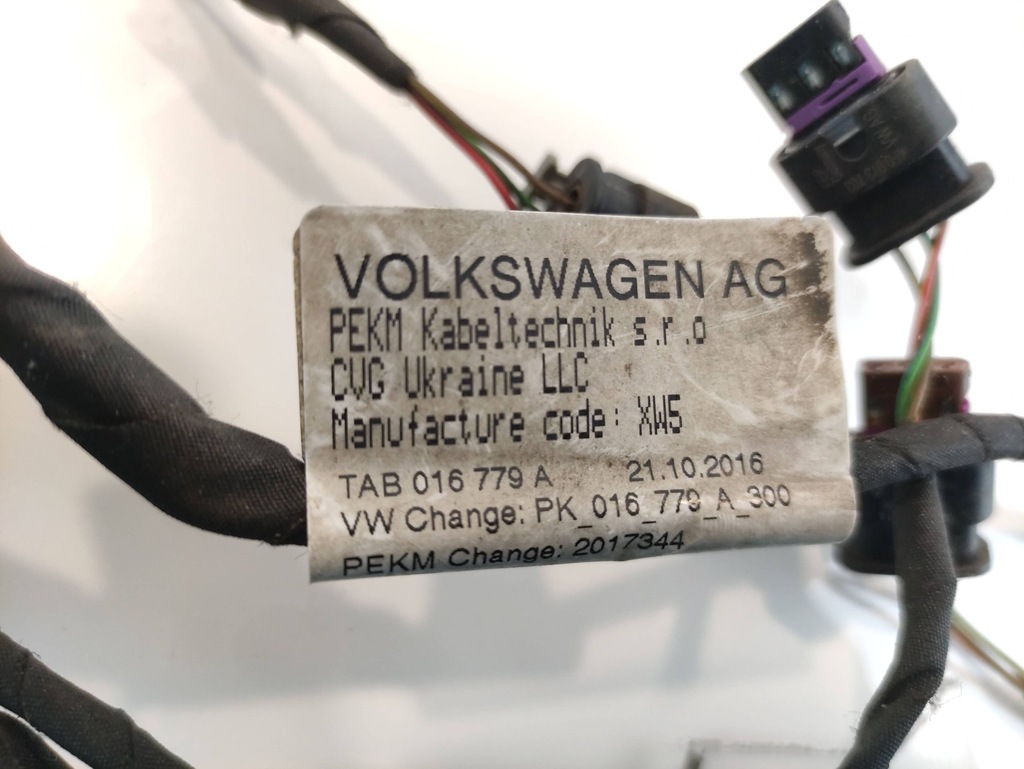 VOLKSWAGEN AG
PEKM Kabeltechnik s.r.o
CVG Ukraine LLC
Manufacture code: XW5
TAB 016 779 A 21.10.2016
VW Change: PK_016_779_A_300
PEKM Change: 2017344